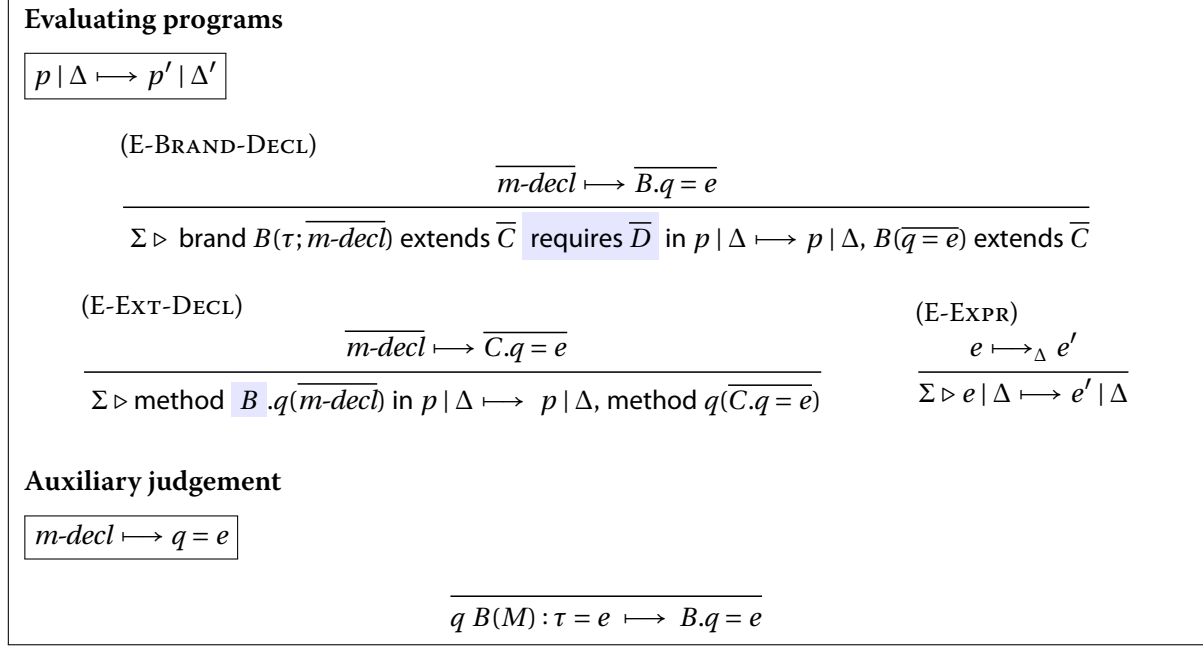 Evaluating programs
p | Δ ⟼ p′ | Δ′
(E-Brand-Decl)
m-decl ⟼ B.q = e
Σ ▷ brand B(τ; m-decl) extends C requires D in p | Δ ⟼ p | Δ, B(q = e) extends C
(E-Ext-Decl)
m-decl ⟼ C.q = e
Σ ▷ method B .q(m-decl) in p | Δ ⟼ p | Δ, method q(C.q = e)
(E-Expr)
e ⟼Δ e′
Σ ▷ e | Δ ⟼ e′ | Δ
Auxiliary judgement
m-decl ⟼ q = e
q B(M) : τ = e ⟼ B.q = e